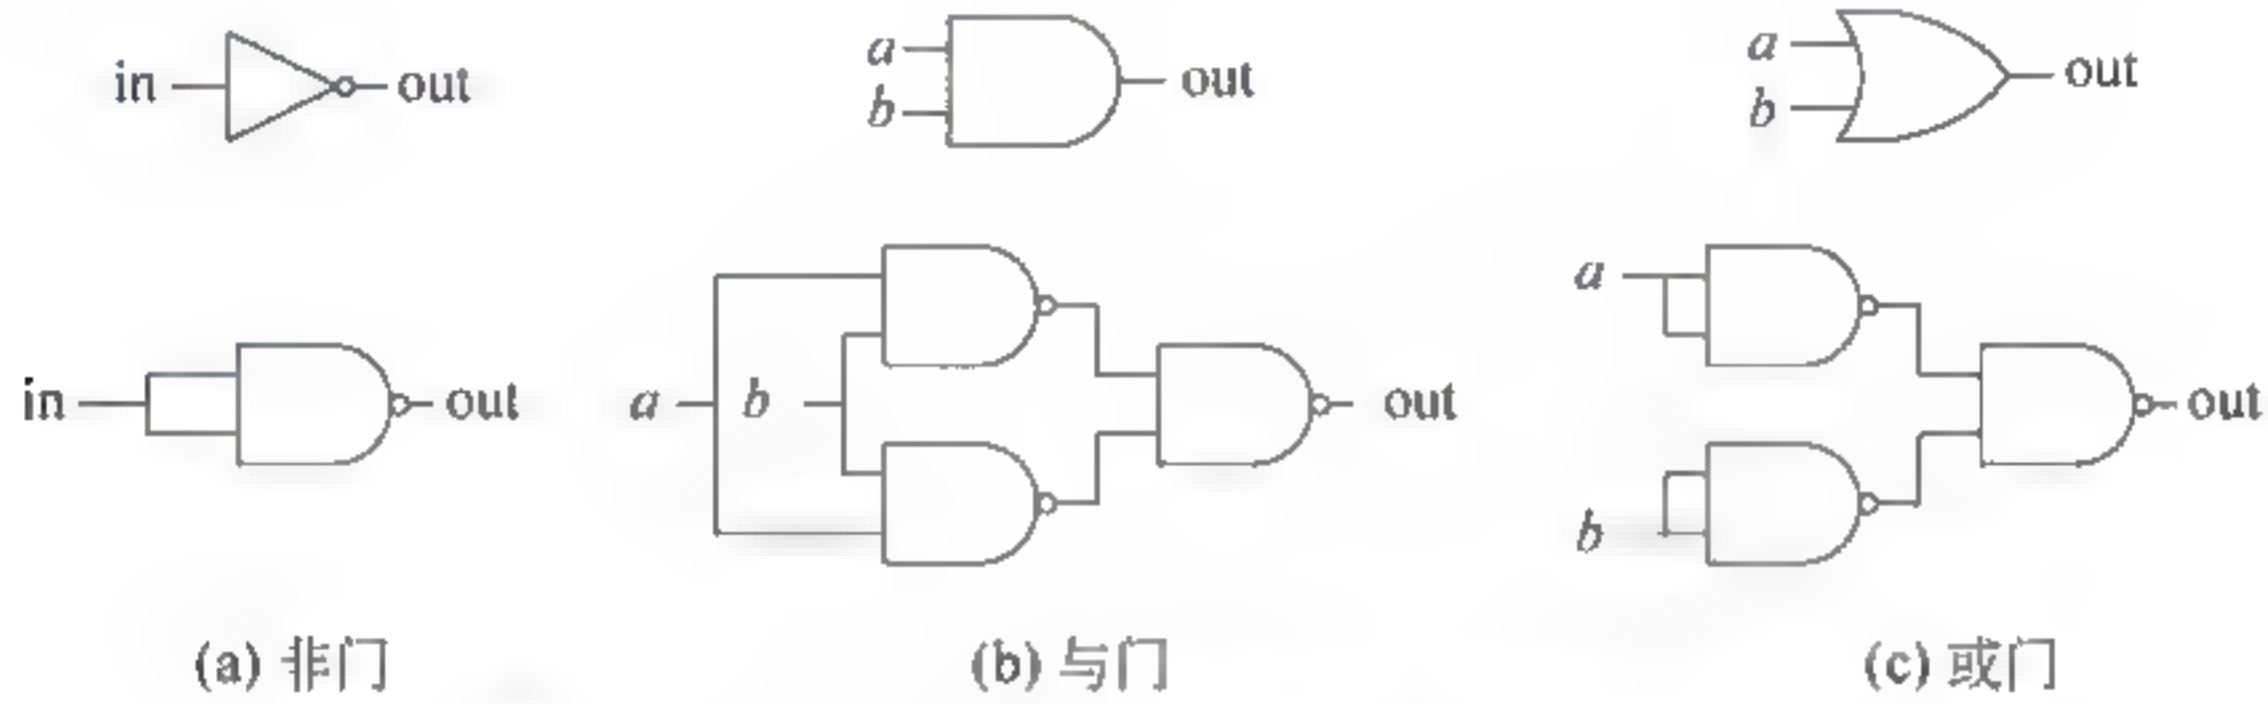 in out
a
b
out
a
b
out
in out
a b out
a
b
out
(a) 非门
(b) 与门
(c) 或门